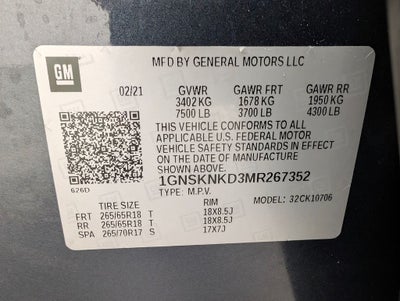 GM
MFD BY GENERAL MOTORS LLC
02/21 GVWR GAWR FRT GAWR RR
3402 KG 1678 KG 1950 KG
7500 LB 3700 LB 4300 LB
THIS VEHICLE CONFORMS TO ALL
APPLICABLE U.S. FEDERAL MOTOR
VEHICLE SAFETY STANDARDS IN
EFFECT ON THE DATE OF MANUFACTURE
SHOWN ABOVE.
1GNSKNKD3MR267352
626D TYPE: M.P.V. MODEL: 32CK10706
TIRE SIZE RIM
FRT 265/65R18 T 18X8.5J
RR 265/65R18 T 18X8.5J
SPA 265/70R17 S 17X7J